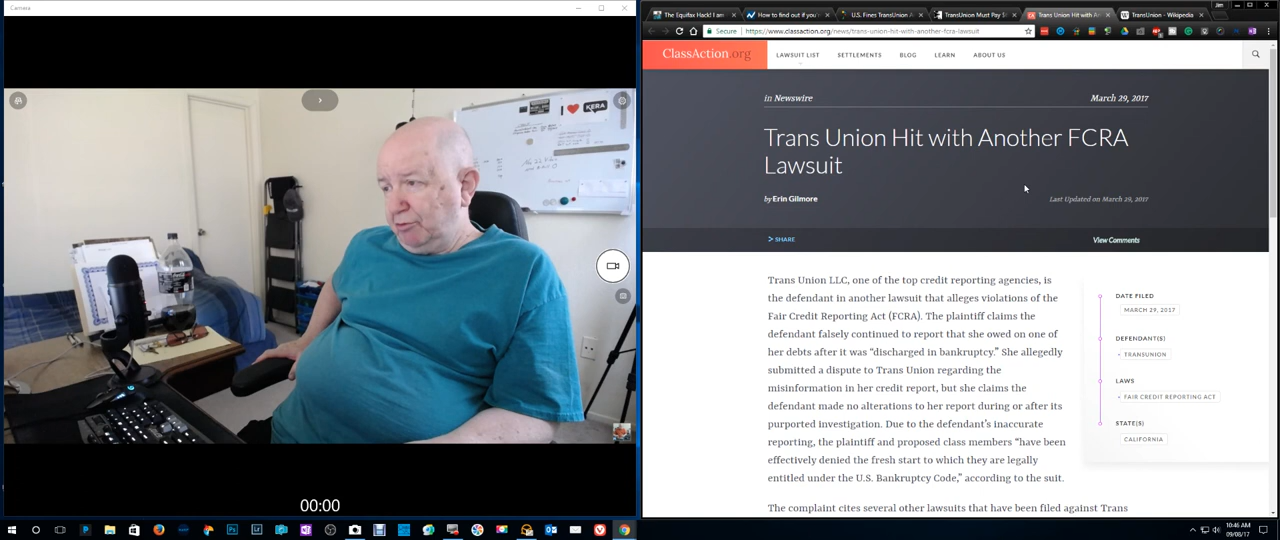 Camera
I ♥ KERA
00:00
Jim
The Equifax Hack! I am
How to find out if you'
U.S. Fines TransUnion
TransUnion Must Pay
Trans Union Hit with An
TransUnion - Wikipedia
Secure
https://www.classaction.org/news/trans-union-hit-with-another-fcra-lawsuit
ClassAction.org
LAWSUIT LIST
SETTLEMENTS
BLOG
LEARN
ABOUT US
in Newswire
March 29, 2017
Trans Union Hit with Another FCRA
Lawsuit
by Erin Gilmore
Last Updated on March 29, 2017
> SHARE
View Comments
Trans Union LLC, one of the top credit reporting agencies, is
the defendant in another lawsuit that alleges violations of the
Fair Credit Reporting Act (FCRA). The plaintiff claims the
defendant falsely continued to report that she owed on one of
her debts after it was “discharged in bankruptcy.” She allegedly
submitted a dispute to Trans Union regarding the
misinformation in her credit report, but she claims the
defendant made no alterations to her report during or after its
purported investigation. Due to the defendant’s inaccurate
reporting, the plaintiff and proposed class members “have been
effectively denied the fresh start to which they are legally
entitled under the U.S. Bankruptcy Code,” according to the suit.
The complaint cites several other lawsuits that have been filed against Trans
DATE FILED
MARCH 29, 2017
DEFENDANT(S)
TRANSUNION
LAWS
FAIR CREDIT REPORTING ACT
STATE(S)
CALIFORNIA
10:46 AM
09/08/17